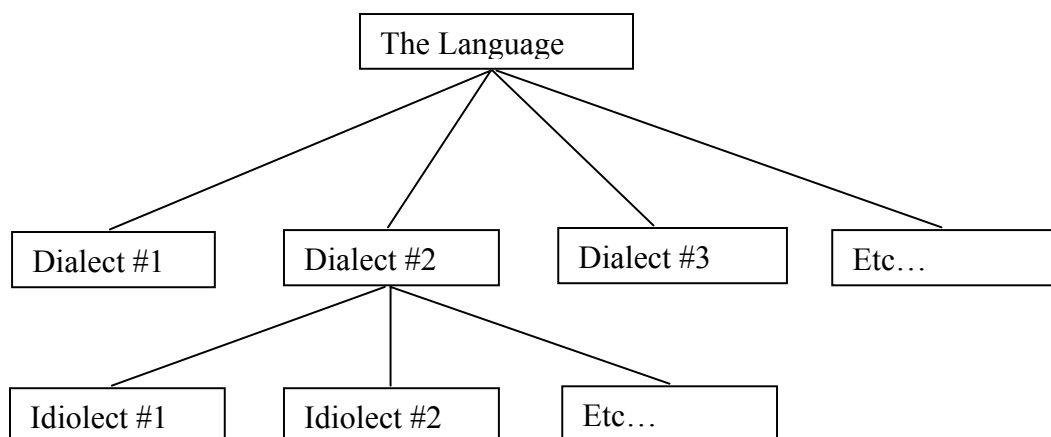 The Language
Dialect #1
Dialect #2
Dialect #3
Etc…
Idiolect #1
Idiolect #2
Etc…